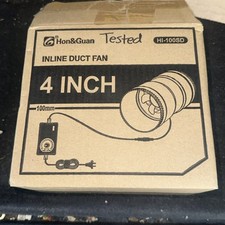 Hon&Guan
Tested
HI-100SD
INLINE DUCT FAN
4 INCH
100mm